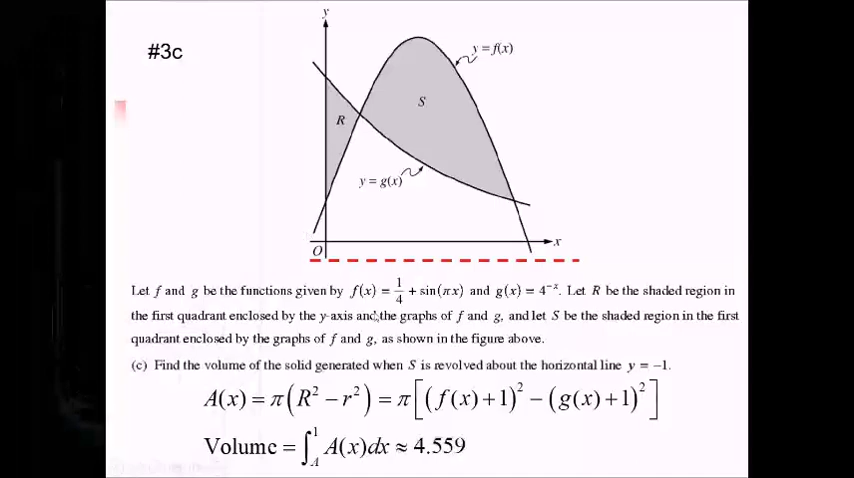 #3c
y
y = f(x)
S
R
y = g(x)
x
O
Let f and g be the functions given by f(x) = 1/4 + sin(πx) and g(x) = 4^{-x}. Let R be the shaded region in
the first quadrant enclosed by the y-axis and the graphs of f and g, and let S be the shaded region in the first
quadrant enclosed by the graphs of f and g, as shown in the figure above.
(c) Find the volume of the solid generated when S is revolved about the horizontal line y = −1.
A(x) = π(R² − r²) = π[(f(x)+1)² − (g(x)+1)²]
Volume = ∫_A^1 A(x)dx ≈ 4.559